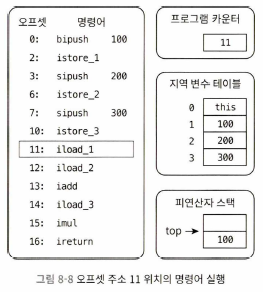 오프셋 명령어
0: bipush 100
2: istore_1
3: sipush 200
6: istore_2
7: sipush 300
10: istore_3
11: iload_1
12: iload_2
13: iadd
14: iload_3
15: imul
16: ireturn
프로그램 카운터
11
지역 변수 테이블
0 this
1 100
2 200
3 300
피연산자 스택
top
100
그림 8-8 오프셋 주소 11 위치의 명령어 실행